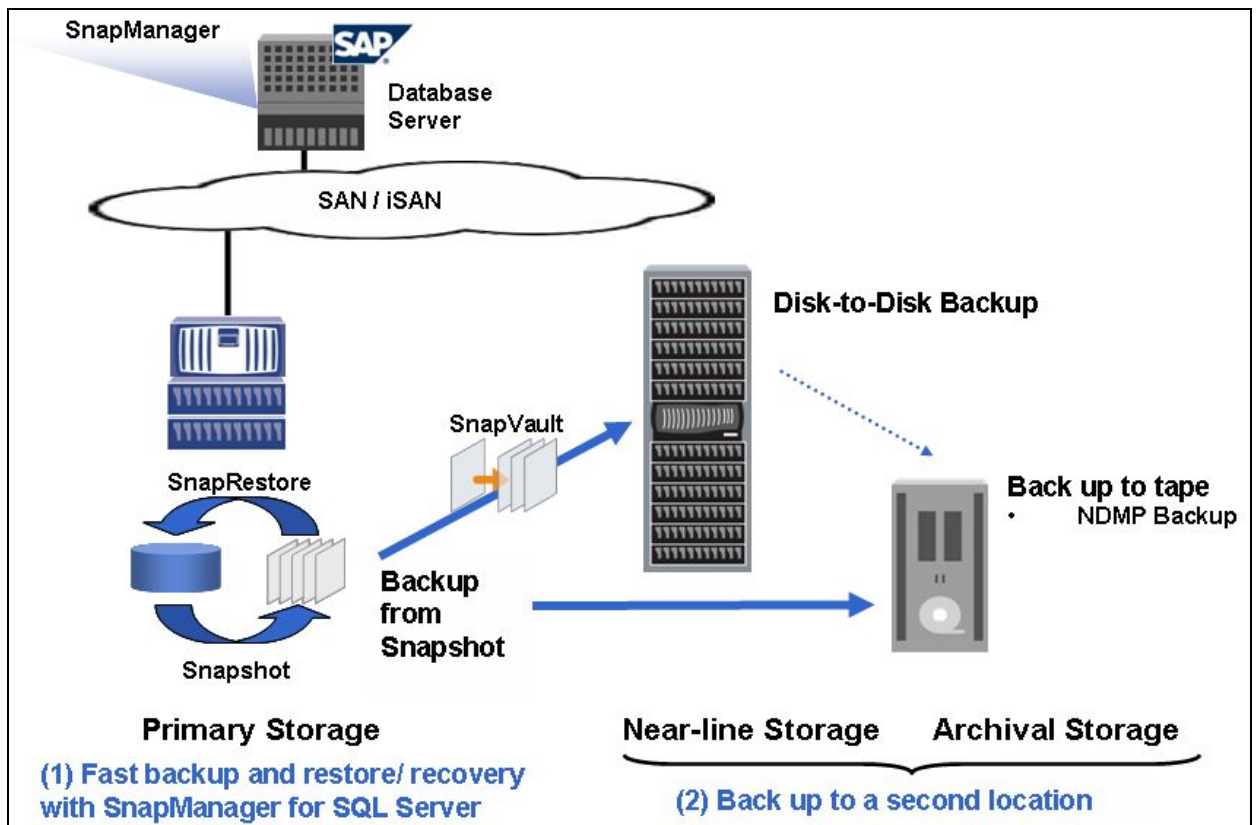 SnapManager
SAP
®
Database
Server
SAN / iSAN
Disk-to-Disk Backup
SnapVault
SnapRestore
Back up to tape
• NDMP Backup
Backup
from
Snapshot
Snapshot
Primary Storage
Near-line Storage
Archival Storage
(1) Fast backup and restore/ recovery
with SnapManager for SQL Server
(2) Back up to a second location